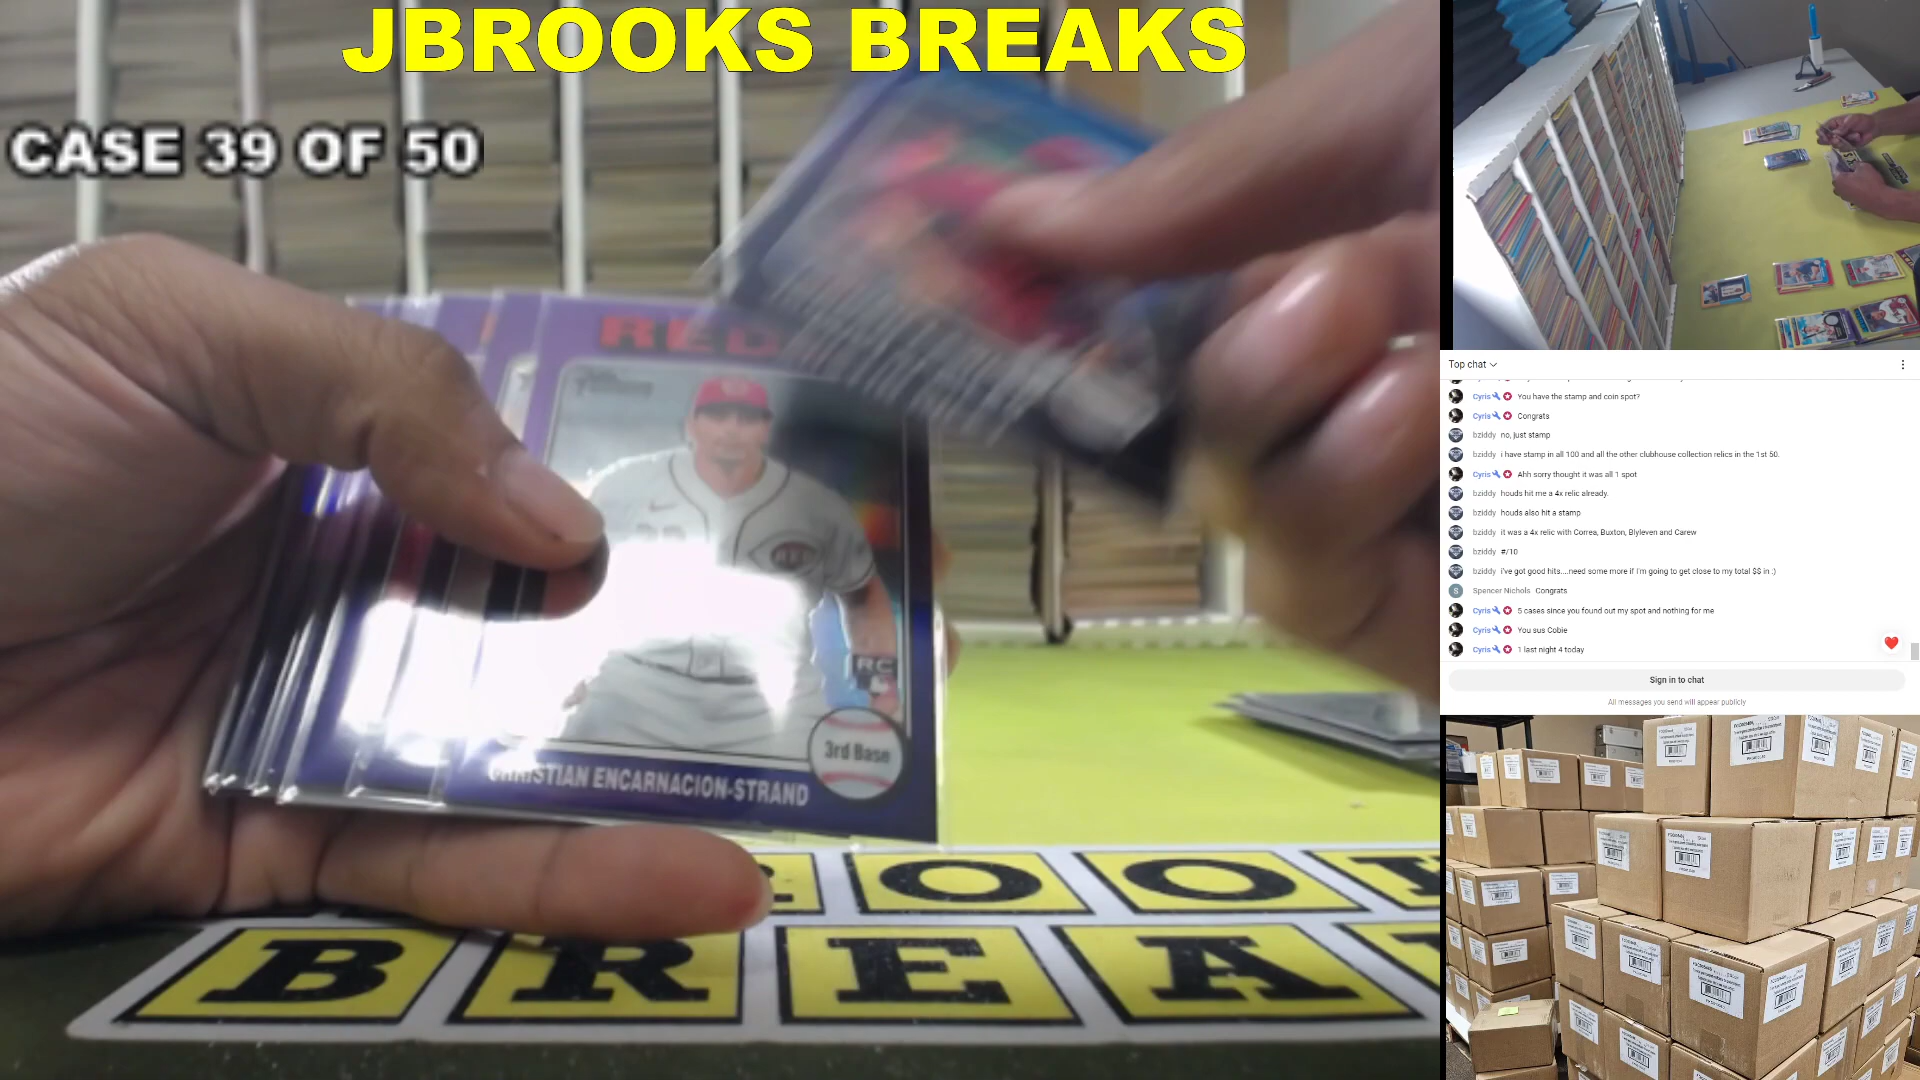 JBROOKS BREAKS
CASE 39 OF 50
RED
RC
3rd Base
STIAN ENCARNACION-STRAND
O O
B R E A
Top chat
Cyris You have the stamp and coin spot?
Cyris Congrats
bziddy no, just stamp
bziddy i have stamp in all 100 and all the other clubhouse collection relics in the 1st 50.
Cyris Ahh sorry thought it was all 1 spot
bziddy houds hit me a 4x relic already.
bziddy houds also hit a stamp
bziddy it was a 4x relic with Correa, Buxton, Blyleven and Carew
bziddy #/10
bziddy i've got good hits....need some more if I'm going to get close to my total $$ in ;)
S Spencer Nichols Congrats
Cyris 5 cases since you found out my spot and nothing for me
Cyris You sus Cobie
Cyris 1 last night 4 today
Sign in to chat
All messages you send will appear publicly